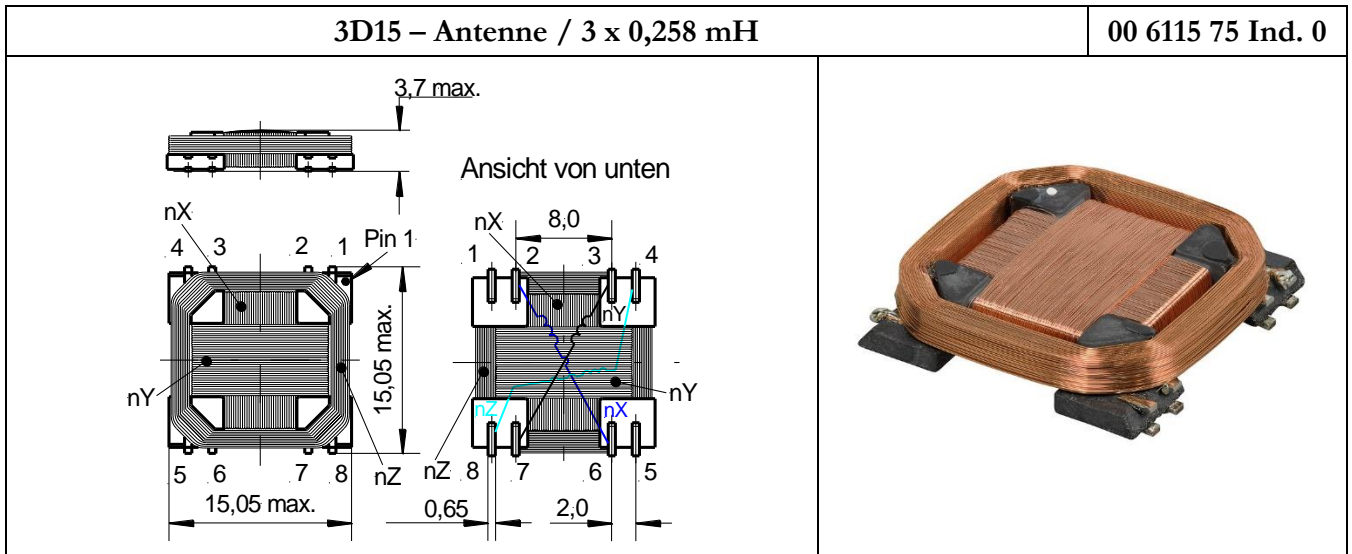 3D15 – Antenne / 3 x 0,258 mH
00 6115 75 Ind. 0
3,7 max.
Ansicht von unten
nX
4 3 2 1 Pin 1
nY
15,05 max.
5 6 7 8
nZ
15,05 max.
nX
8,0
1 2 3 4
nY
nY
nZ
nX
nZ 8 7 6 5
0,65
2,0